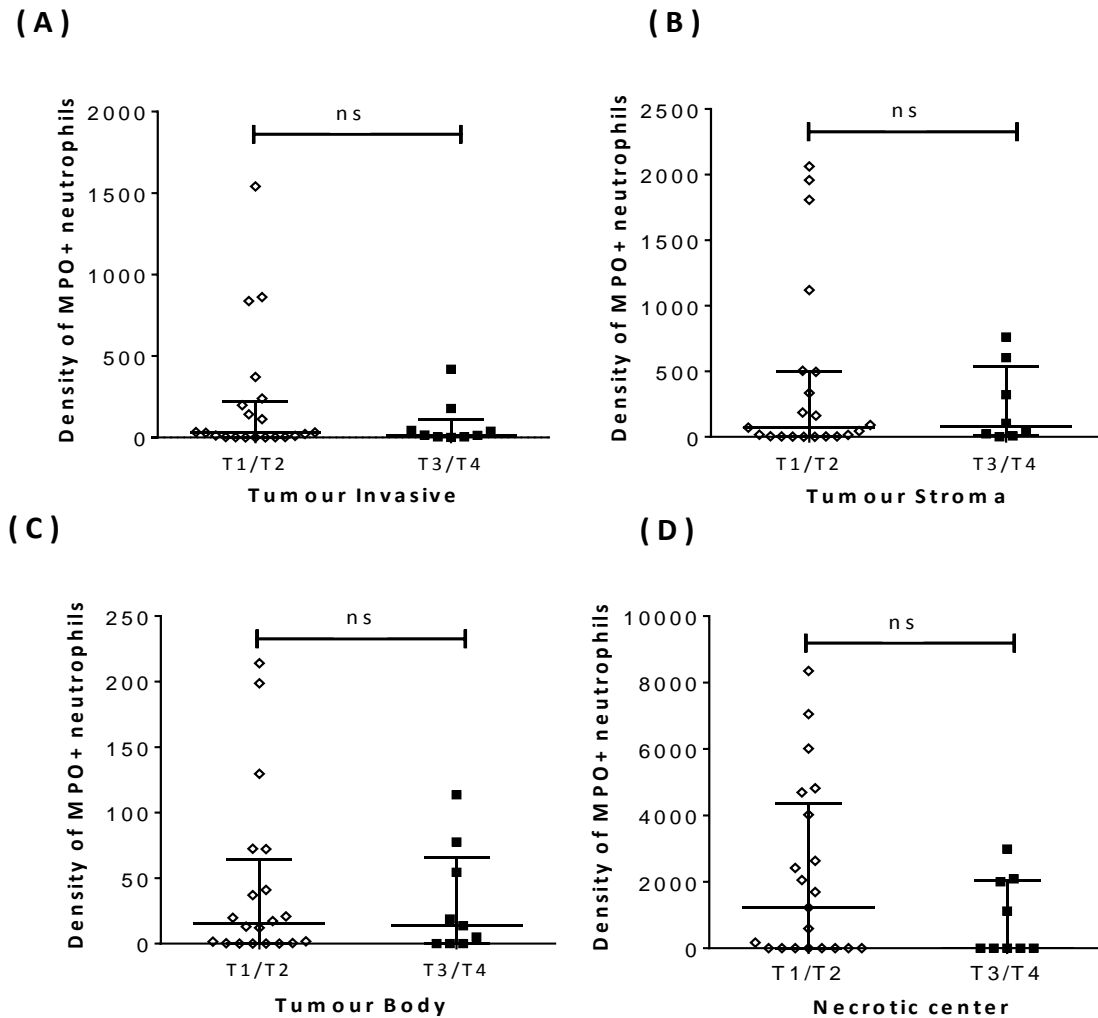 ( A )
Density of MPO+ neutrophils
2000
1500
1000
500
0
ns
T1/T2
T3/T4
Tumour Invasive
( B )
Density of MPO+ neutrophils
2500
2000
1500
1000
500
0
ns
T1/T2
T3/T4
Tumour Stroma
( C )
Density of MPO+ neutrophils
250
200
150
100
50
0
ns
T1/T2
T3/T4
Tumour Body
( D )
Density of MPO+ neutrophils
10000
8000
6000
4000
2000
0
ns
T1/T2
T3/T4
Necrotic center